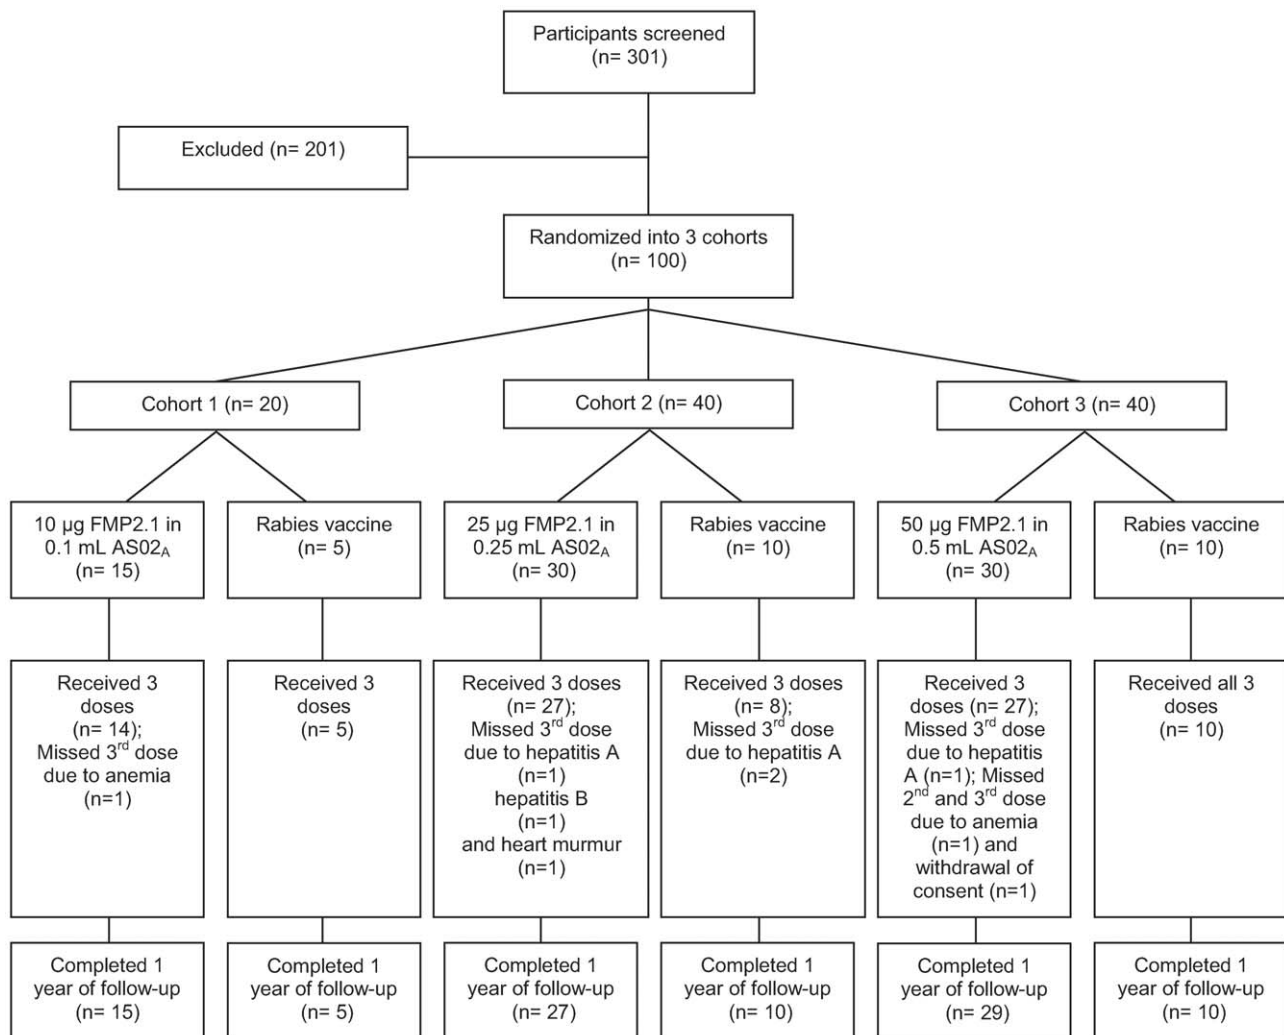 Participants screened
(n= 301)
Excluded (n= 201)
Randomized into 3 cohorts
(n= 100)
Cohort 1 (n= 20)
Cohort 2 (n= 40)
Cohort 3 (n= 40)
10 µg FMP2.1 in
0.1 mL AS02A
(n= 15)
Rabies vaccine
(n= 5)
25 µg FMP2.1 in
0.25 mL AS02A
(n= 30)
Rabies vaccine
(n= 10)
50 µg FMP2.1 in
0.5 mL AS02A
(n= 30)
Rabies vaccine
(n= 10)
Received 3
doses
(n= 14);
Missed 3rd dose
due to anemia
(n=1)
Received 3
doses
(n= 5)
Received 3 doses
(n= 27);
Missed 3rd dose
due to hepatitis A
(n=1)
hepatitis B
(n=1)
and heart murmur
(n=1)
Received 3 doses
(n= 8);
Missed 3rd dose
due to hepatitis A
(n=2)
Received 3
doses (n= 27);
Missed 3rd dose
due to hepatitis
A (n=1); Missed
2nd and 3rd dose
due to anemia
(n=1) and
withdrawal of
consent (n=1)
Received all 3
doses
(n= 10)
Completed 1
year of follow-up
(n= 15)
Completed 1
year of follow-up
(n= 5)
Completed 1
year of follow-up
(n= 27)
Completed 1
year of follow-up
(n= 10)
Completed 1
year of follow-up
(n= 29)
Completed 1
year of follow-up
(n= 10)